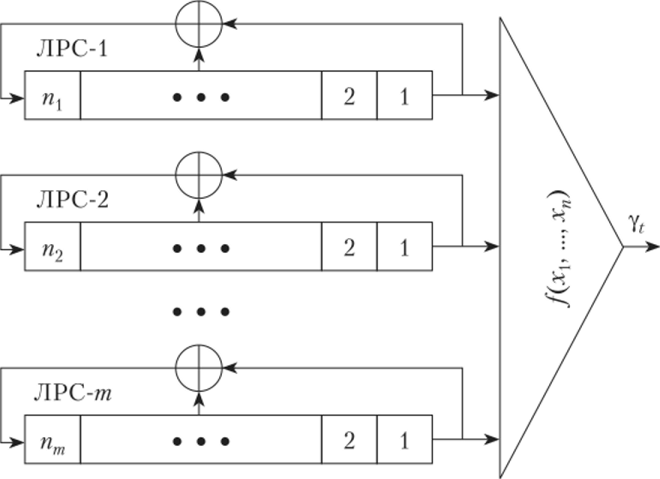 ЛРС-1
n₁ • • • 2 1
ЛРС-2
n₂ • • • 2 1
f(x₁, ..., xₙ)
γₜ
• • •
ЛРС-m
nₘ • • • 2 1